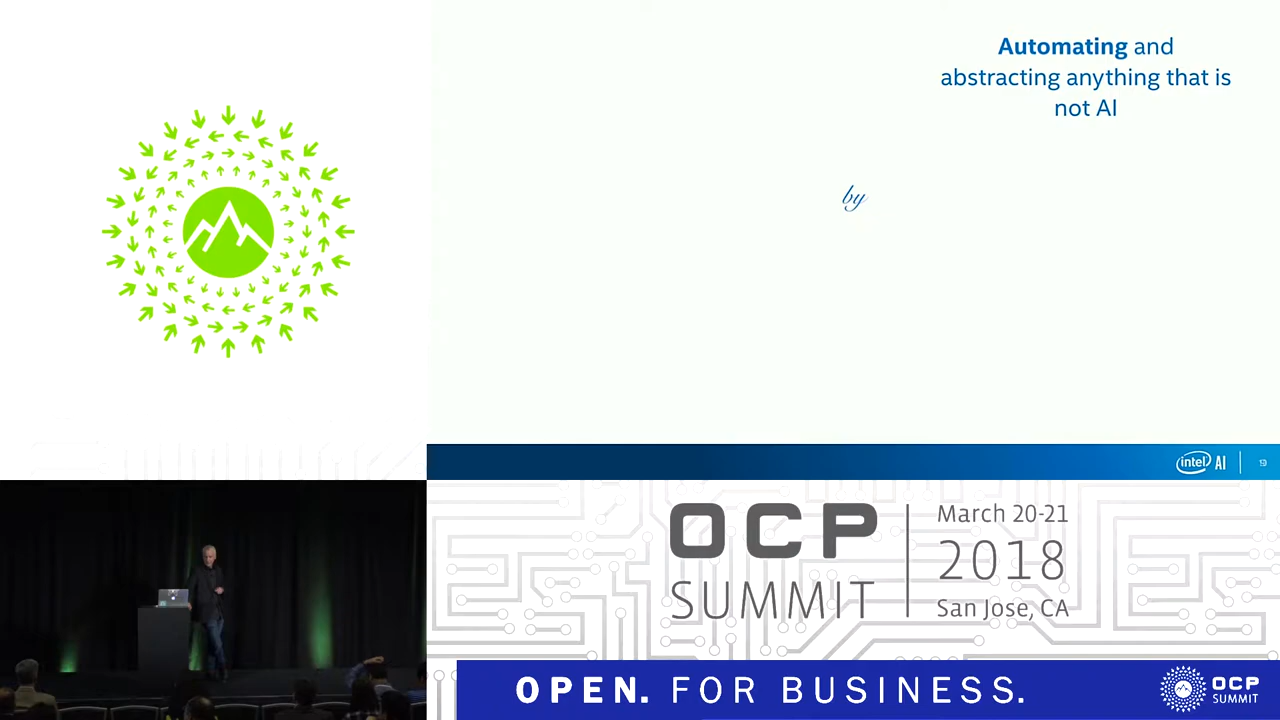 Automating and
abstracting anything that is
not AI
by
intel AI
13
OCP
SUMMIT
March 20-21
2018
San Jose, CA
OPEN. FOR BUSINESS.
OCP
SUMMIT